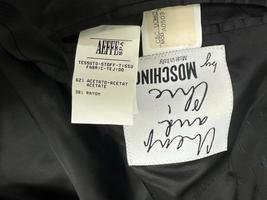 AEFFE
SPA
TESSUTO-STOFF-TISSU
FABRIC-TEJIDO
62% ACETATO-ACETAT
ACETATE
38% RAYON
Cheap
and
Chic
by:
MOSCHINO
Made in Italy